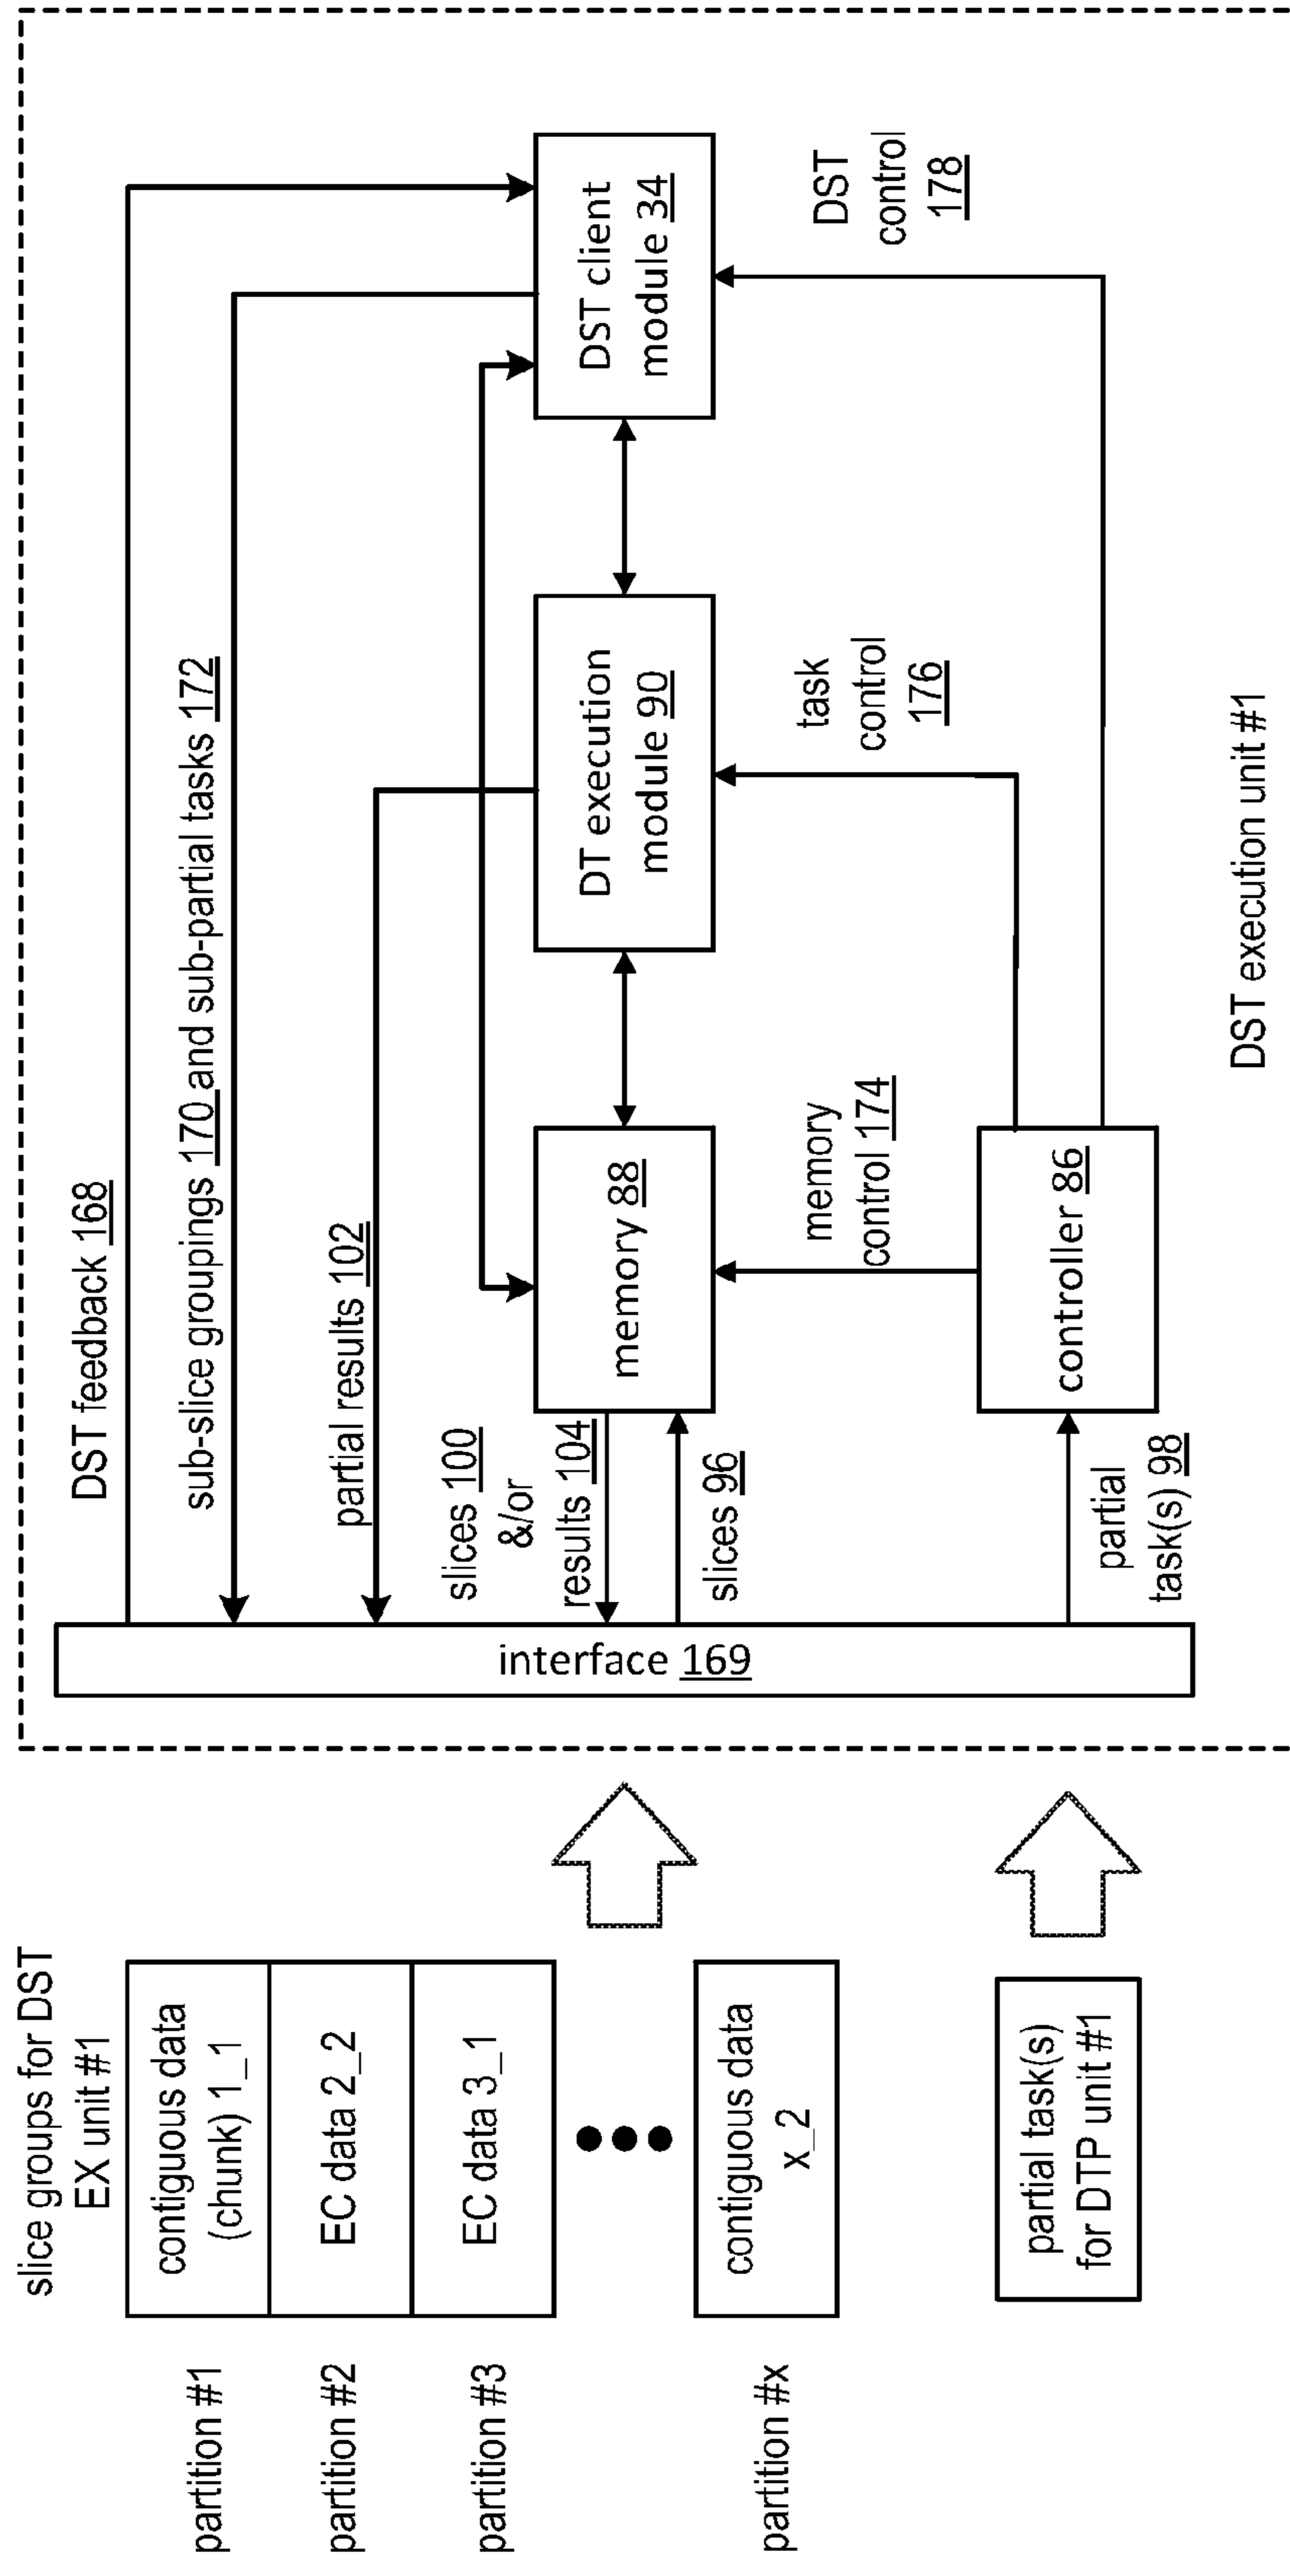 slice groups for DST
EX unit #1
partition #1
contiguous data
(chunk) 1_1
partition #2
EC data 2_2
partition #3
EC data 3_1
partition #x
contiguous data
x_2
partial task(s)
for DTP unit #1
interface 169
DST feedback 168
sub-slice groupings 170 and sub-partial tasks 172
partial results 102
slices 100
&/or
results 104
slices 96
partial
task(s) 98
memory 88
DT execution
module 90
DST client
module 34
memory
control 174
task
control
176
DST
control
178
controller 86
DST execution unit #1